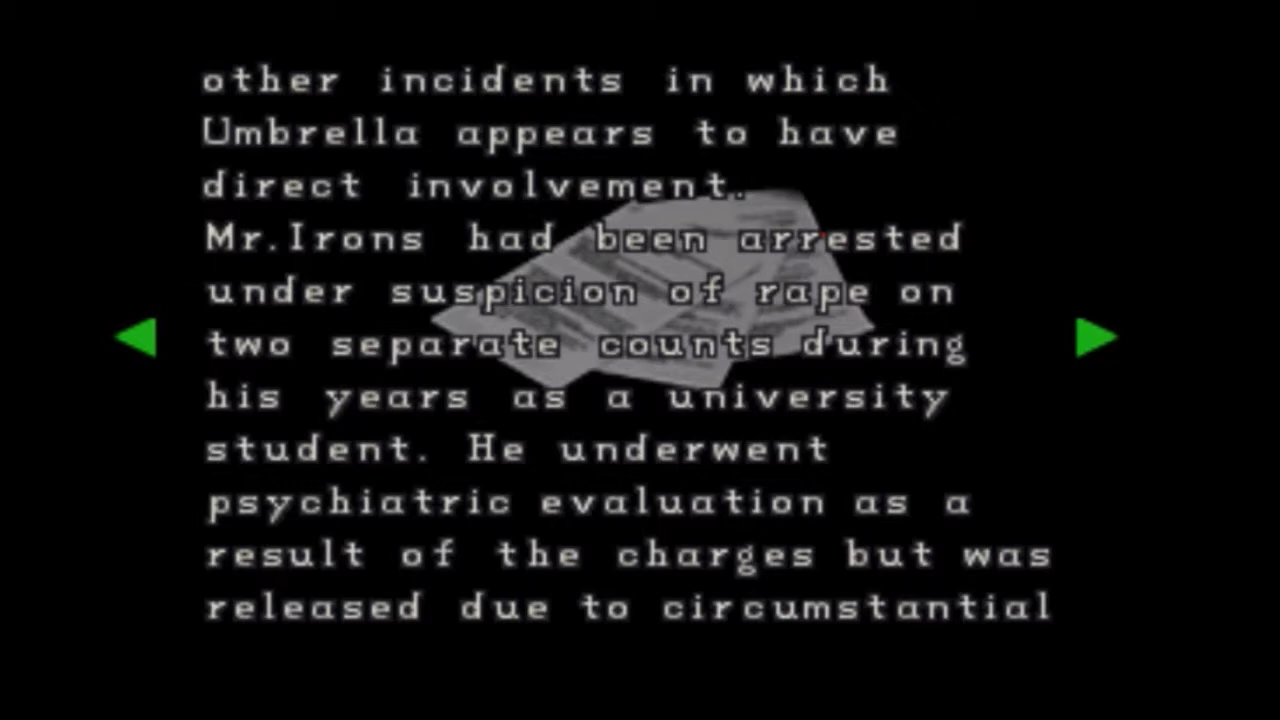 other incidents in which
Umbrella appears to have
direct involvement.
Mr.Irons had been arrested
under suspicion of rape on
two separate counts during
his years as a university
student. He underwent
psychiatric evaluation as a
result of the charges but was
released due to circumstantial